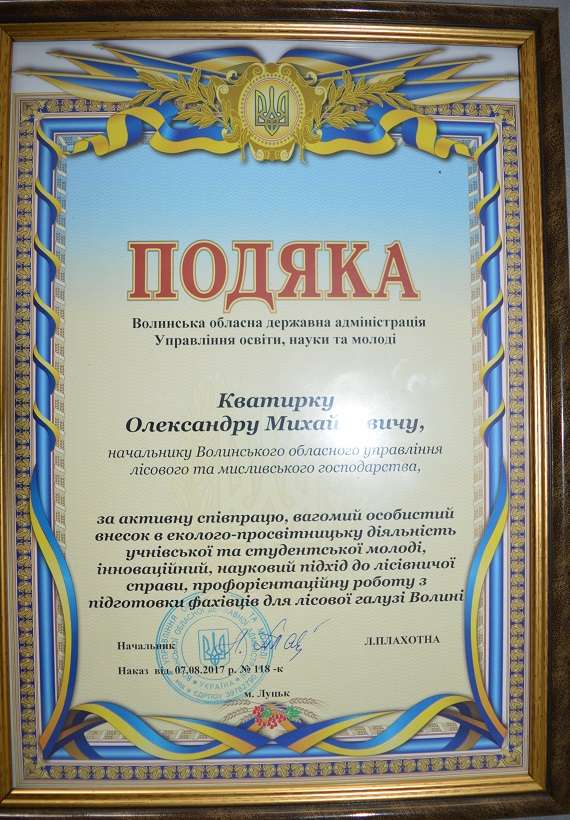 ПОДЯКА
Волинська обласна державна адміністрація
Управління освіти, науки та молоді
Кватирку
Олександру
начальнику Волинського обласного управління
лісового та мисливського господарства,
за активну співпрацю, вагомий особистий
внесок в еколого-просвітницьку діяльність
учнівської та студентської молоді,
інноваційний, науковий підхід до лісівничої
справи, профорієнтаційну роботу з
підготовки фахівців для лісової галузі Волині
Начальник Л.ПЛАХОТНА
Наказ від 07.08.2017 р. № 118 -к
м. Луцьк
УКРАЇНА